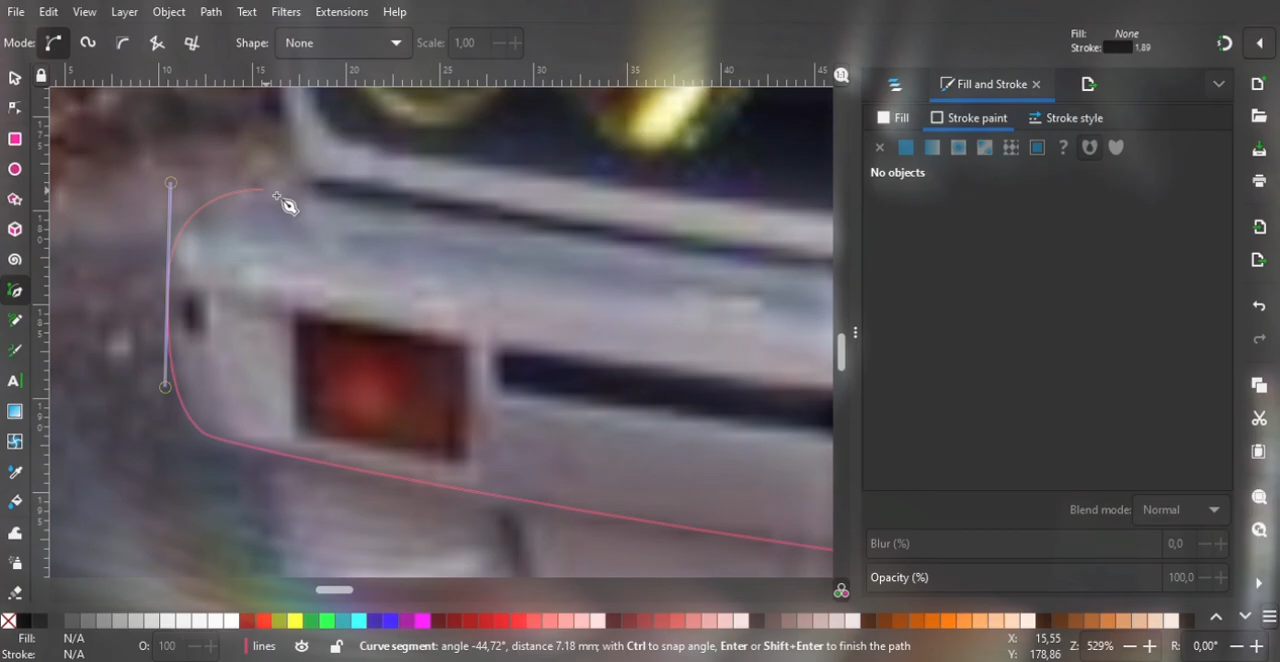 File Edit View Layer Object Path Text Filters Extensions Help
Mode: Shape: None Scale: 1,00 Fill: None
Stroke: 1.89
5 10 15 20 25 30 35 40 45
Fill and Stroke
Fill Stroke paint Stroke style
No objects
Blend mode: Normal
Blur (%) 0,0
Opacity (%) 100,0
Fill: N/A
Stroke: N/A
O: 100
lines
Curve segment: angle -44,72°, distance 7.18 mm; with Ctrl to snap angle, Enter or Shift+Enter to finish the path
X: 15,55
Y: 178,86
Z: 529%
R: 0,00°